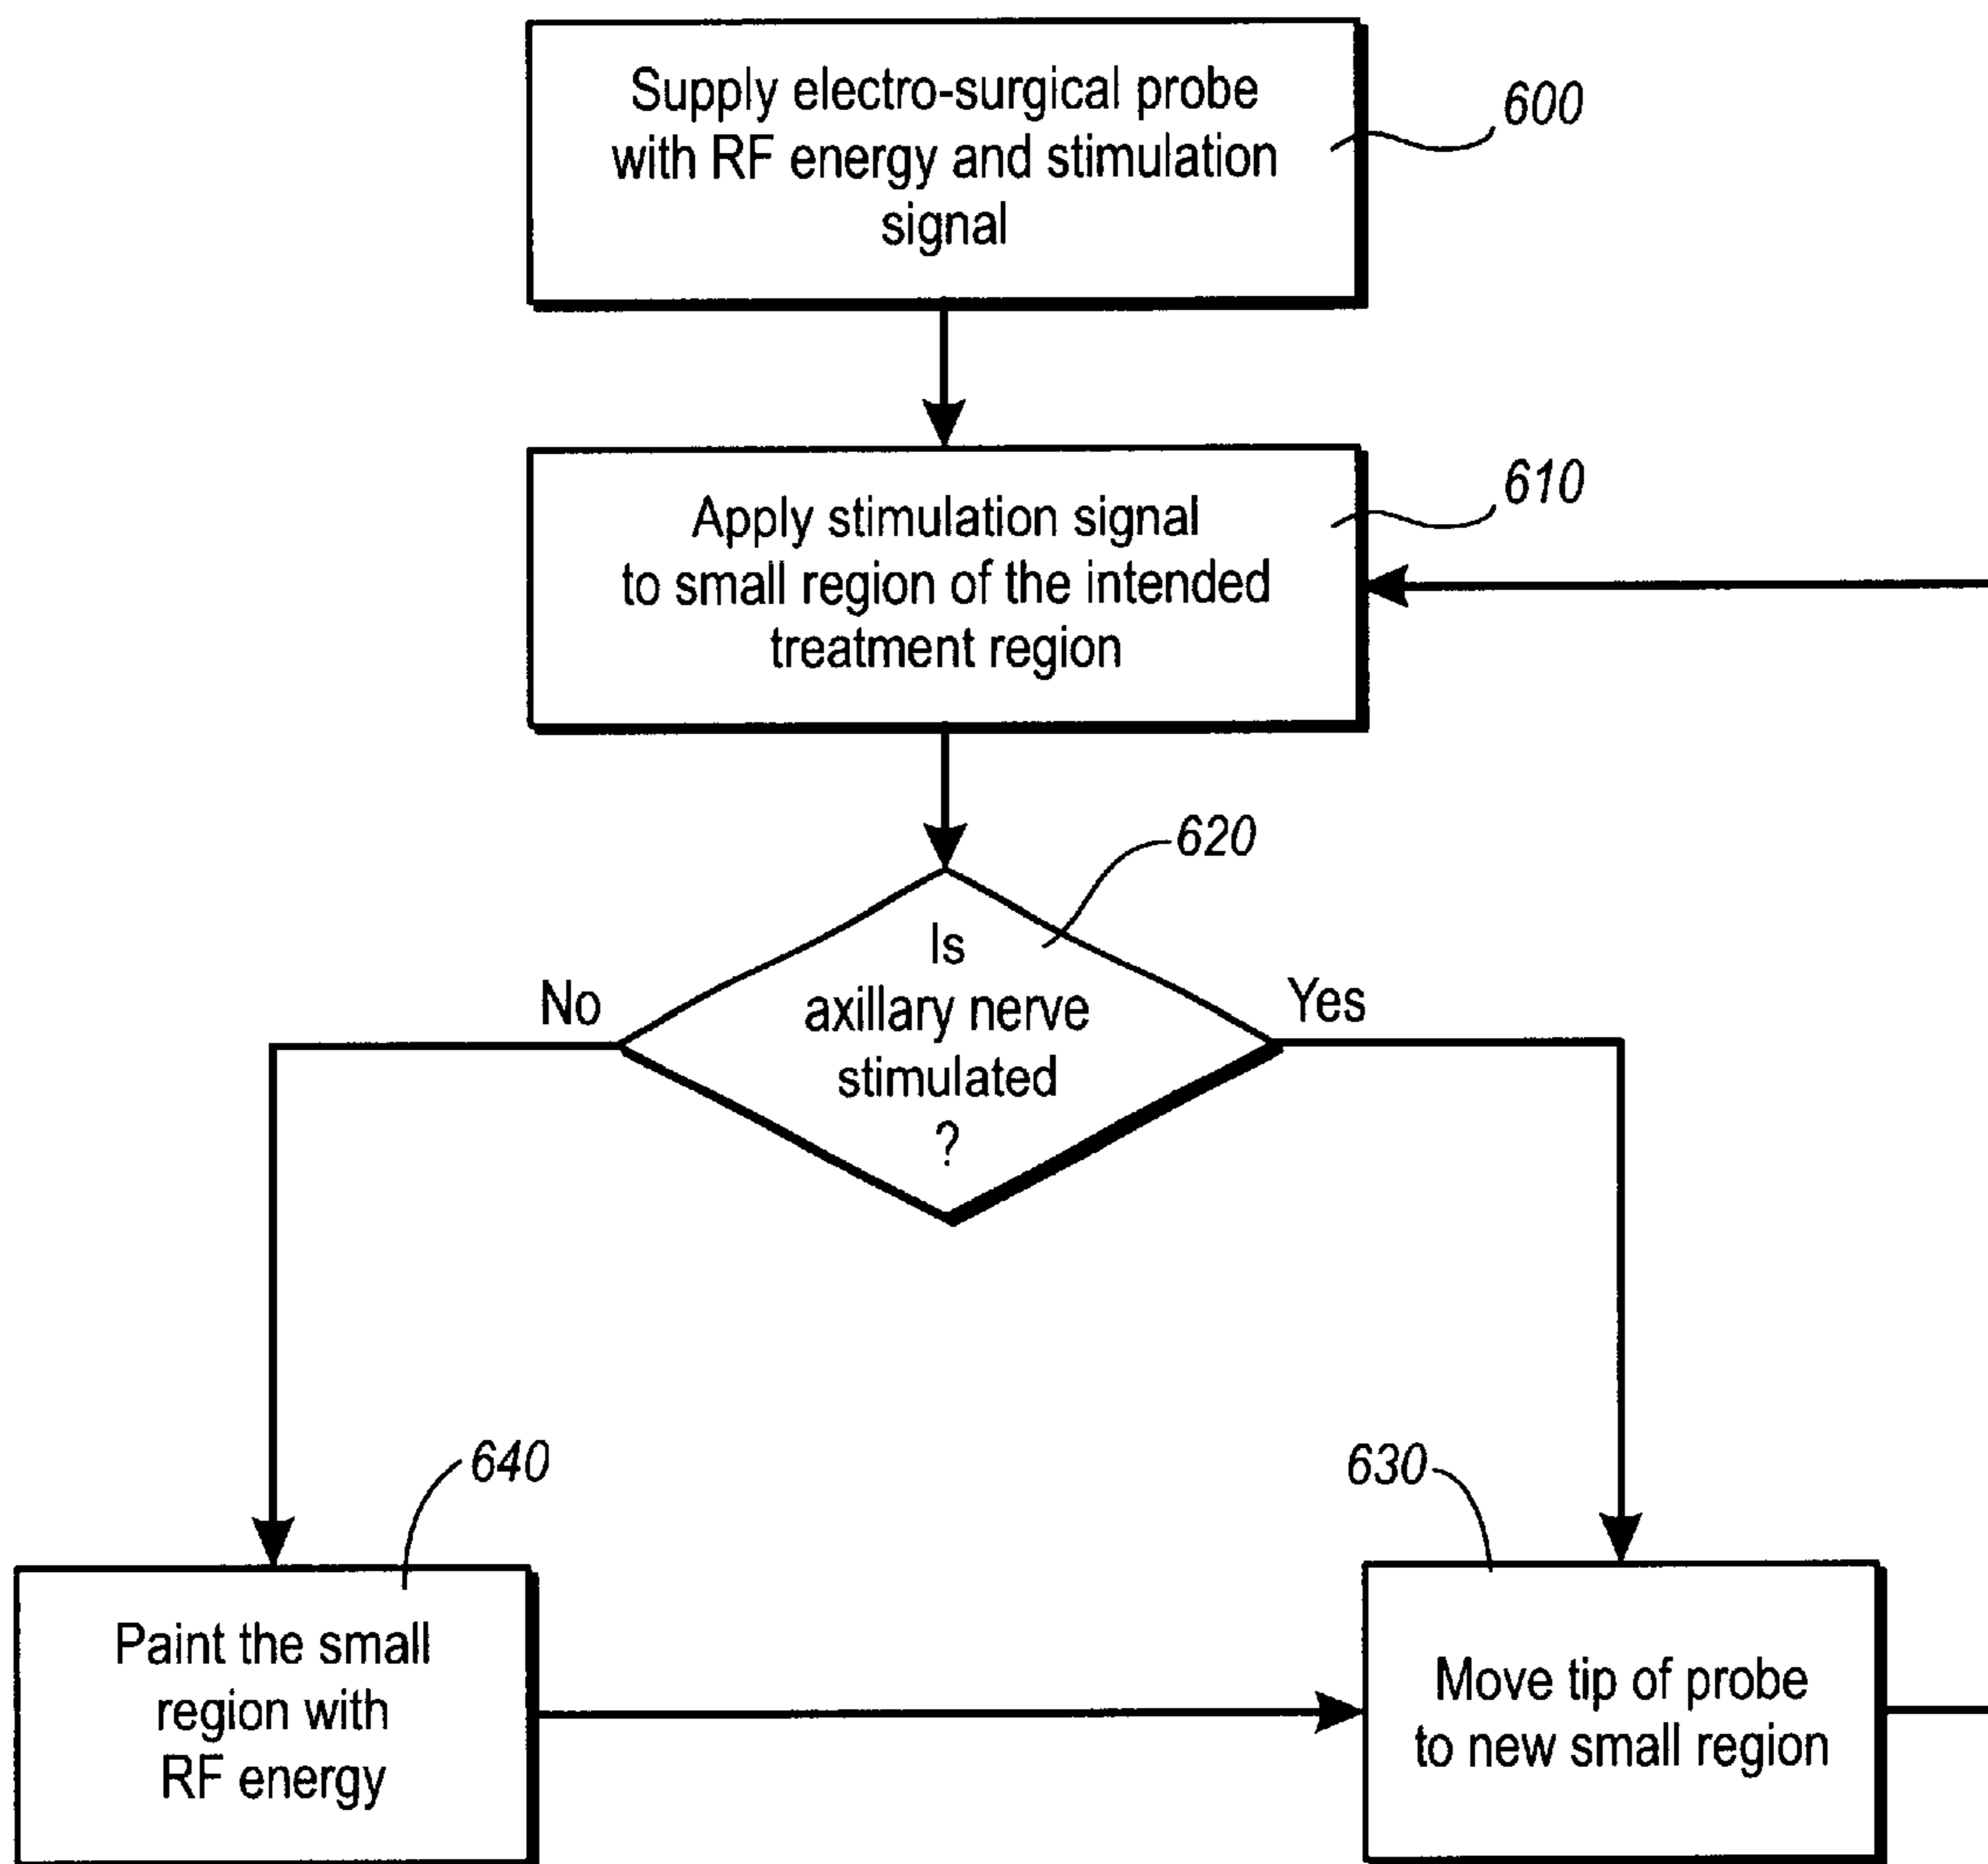 Supply electro-surgical probe
with RF energy and stimulation
signal
600
Apply stimulation signal
to small region of the intended
treatment region
610
620
Is
axillary nerve
stimulated
?
No
Yes
640
630
Paint the small
region with
RF energy
Move tip of probe
to new small region